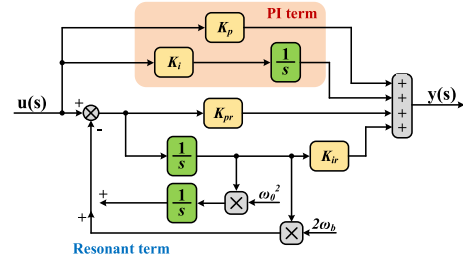 PI term
K_p
K_i
1/s
u(s)
+
-
K_pr
+
+
+
+
y(s)
1/s
K_ir
1/s
ω_0^2
+
+
2ω_b
Resonant term